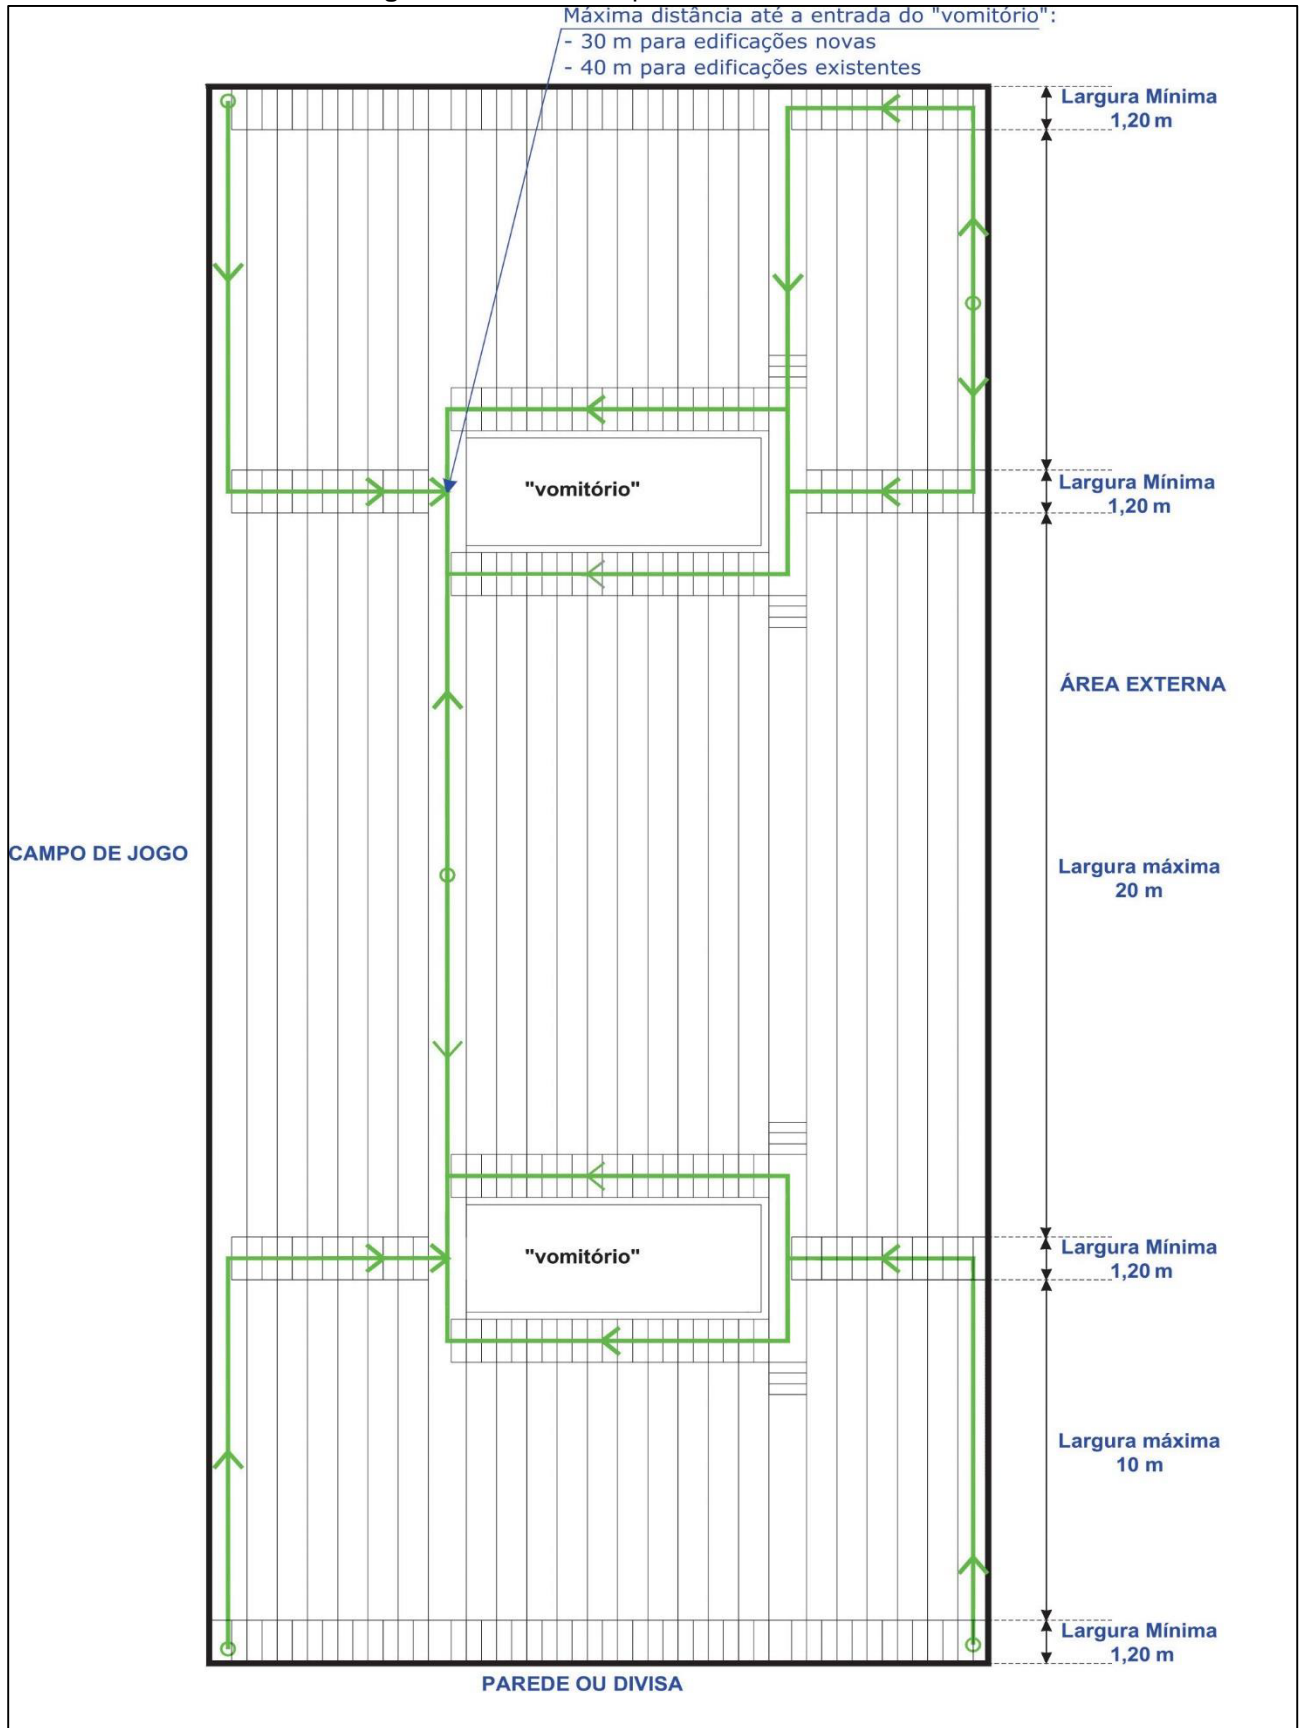 Máxima distância até a entrada do "vomitório":
- 30 m para edificações novas
- 40 m para edificações existentes
Largura Mínima
1,20 m
"vomitório"
Largura Mínima
1,20 m
ÁREA EXTERNA
CAMPO DE JOGO
Largura máxima
20 m
"vomitório"
Largura Mínima
1,20 m
Largura máxima
10 m
Largura Mínima
1,20 m
PAREDE OU DIVISA